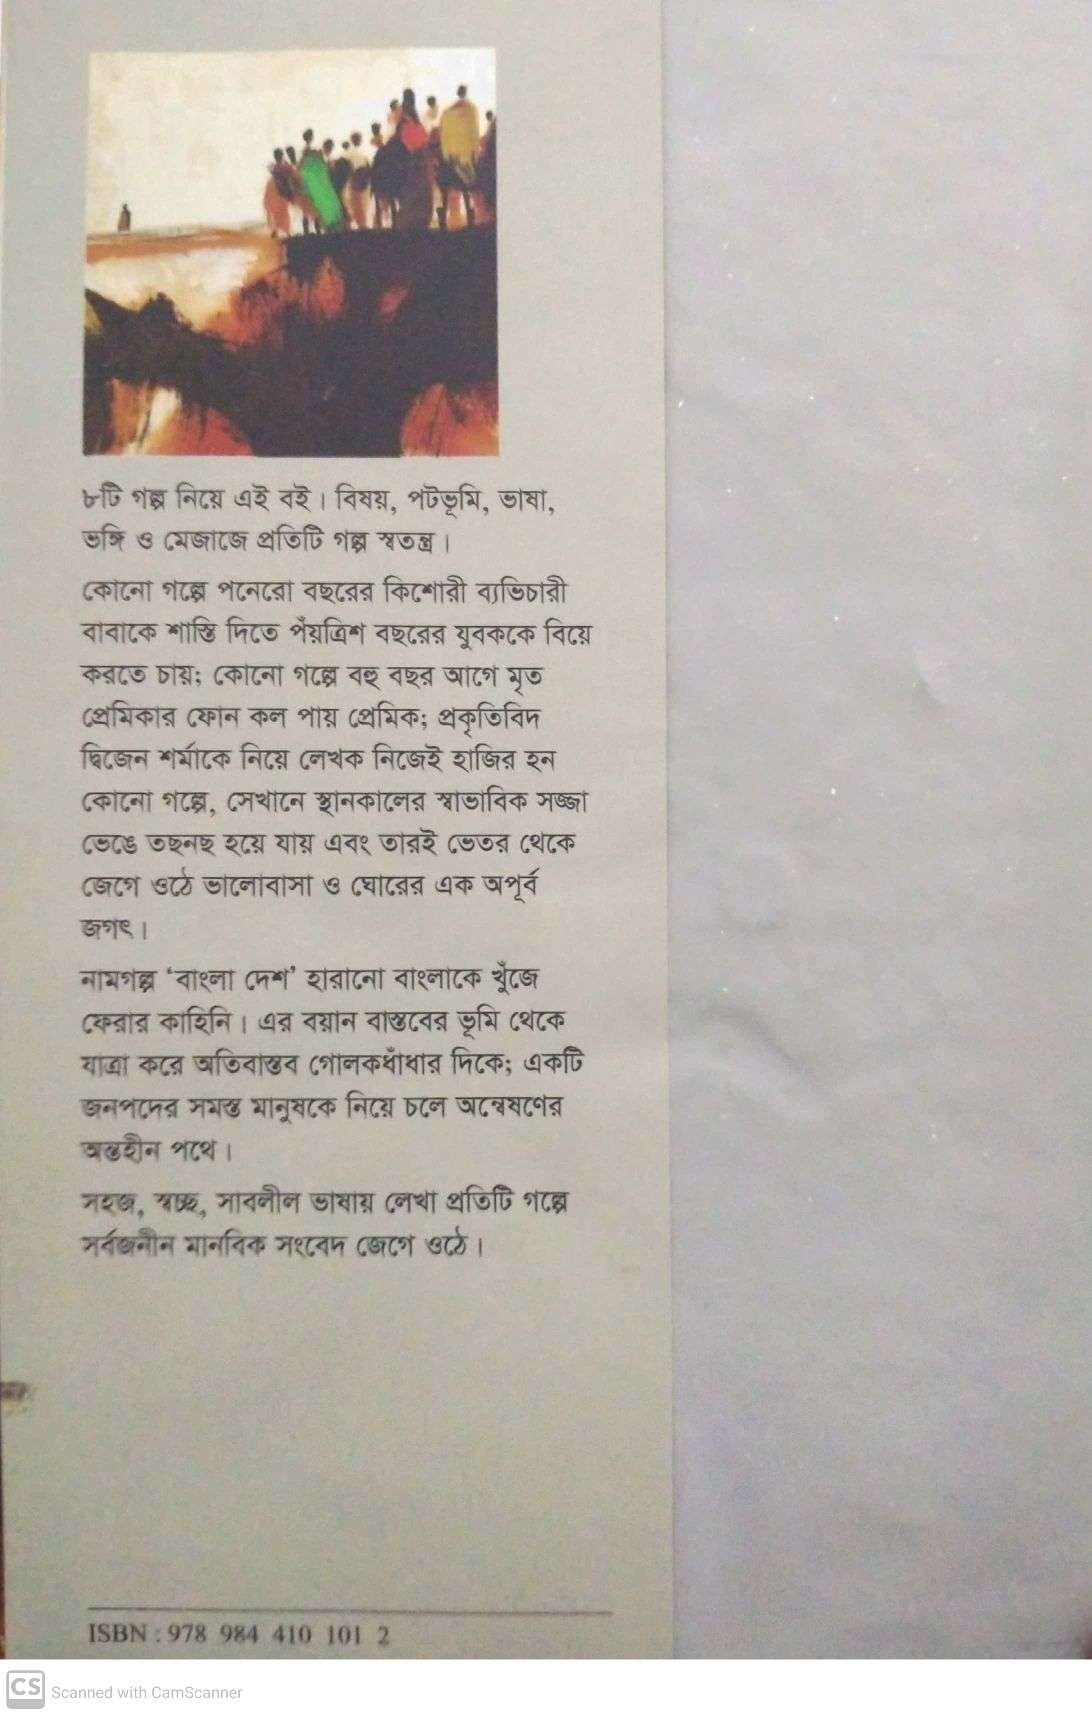 ৮টি গল্প নিয়ে এই বই। বিষয়, পটভূমি, ভাষা,
ভঙ্গি ও মেজাজে প্রতিটি গল্প স্বতন্ত্র।
কোনো গল্পে পনেরো বছরের কিশোরী ব্যভিচারী
বাবাকে শাস্তি দিতে পঁয়ত্রিশ বছরের যুবককে বিয়ে
করতে চায়; কোনো গল্পে বহু বছর আগে মৃত
প্রেমিকার ফোন কল পায় প্রেমিক; প্রকৃতিবিদ
দ্বিজেন শর্মাকে নিয়ে লেখক নিজেই হাজির হন
কোনো গল্পে, সেখানে স্থানকালের স্বাভাবিক সজ্জা
ভেঙে তছনছ হয়ে যায় এবং তারই ভেতর থেকে
জেগে ওঠে ভালোবাসা ও ঘোরের এক অপূর্ব
জগৎ।
নামগল্প ‘বাংলা দেশ’ হারানো বাংলাকে খুঁজে
ফেরার কাহিনি। এর বয়ান বাস্তবের ভূমি থেকে
যাত্রা করে অতিবাস্তব গোলকধাঁধার দিকে; একটি
জনপদের সমস্ত মানুষকে নিয়ে চলে অন্বেষণের
অন্তহীন পথে।
সহজ, স্বচ্ছ, সাবলীল ভাষায় লেখা প্রতিটি গল্পে
সর্বজনীন মানবিক সংবেদ জেগে ওঠে।
ISBN : 978 984 410 101 2
CS Scanned with CamScanner